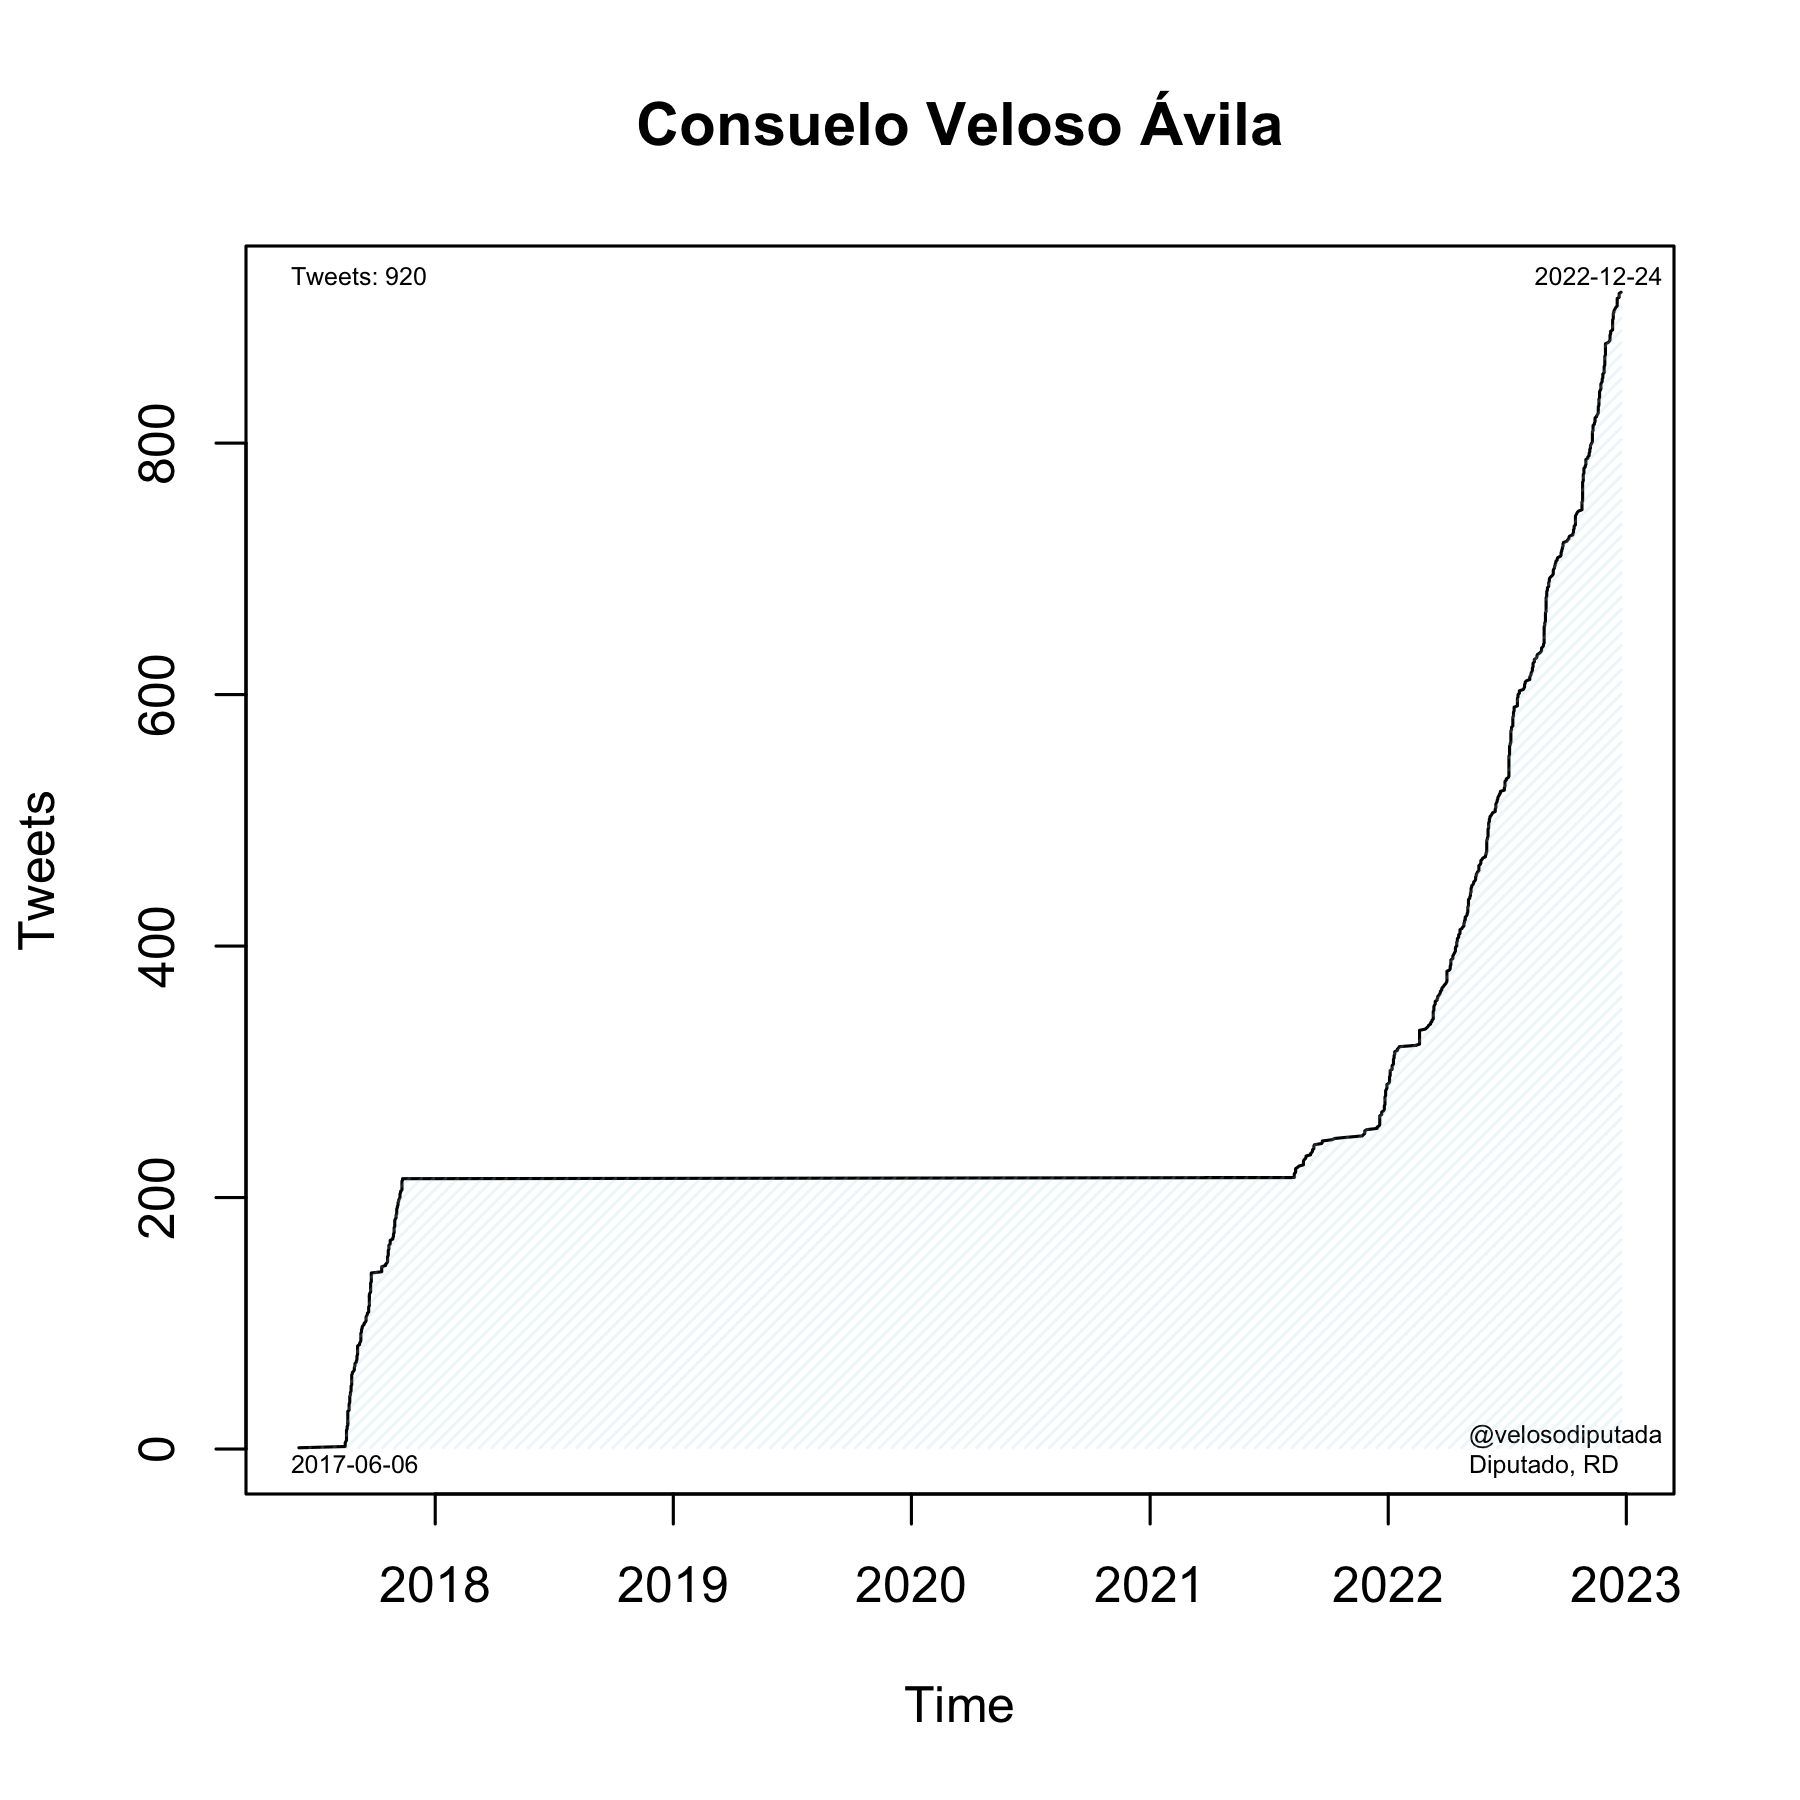 Consuelo Veloso Ávila
Tweets: 920
2022-12-24
800
600
400
200
0
Tweets
@velosodiputada
Diputado, RD
2017-06-06
2018
2019
2020
2021
2022
2023
Time